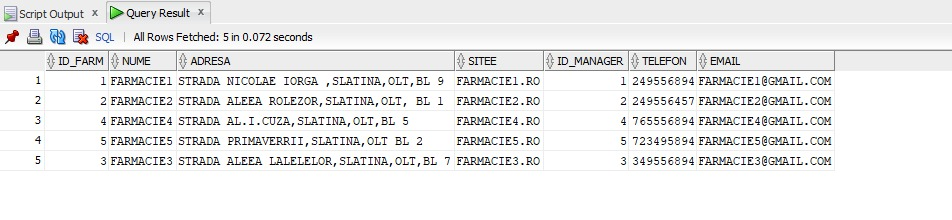 Script Output x Query Result x
SQL | All Rows Fetched: 5 in 0.072 seconds
ID_FARM NUME ADRESA SITEE ID_MANAGER TELEFON EMAIL
1 1 FARMACIE1 STRADA NICOLAE IORGA ,SLATINA,OLT,BL 9 FARMACIE1.RO 1 249556894 FARMACIE1@GMAIL.COM
2 2 FARMACIE2 STRADA ALEEA ROLEZOR,SLATINA,OLT, BL 1 FARMACIE2.RO 2 249556457 FARMACIE2@GMAIL.COM
3 4 FARMACIE4 STRADA AL.I.CUZA,SLATINA,OLT,BL 5 FARMACIE4.RO 4 765556894 FARMACIE4@GMAIL.COM
4 5 FARMACIE5 STRADA PRIMAVERRII,SLATINA,OLT BL 2 FARMACIE5.RO 5 723495894 FARMACIE5@GMAIL.COM
5 3 FARMACIE3 STRADA ALEEA LALELELOR,SLATINA,OLT,BL 7 FARMACIE3.RO 3 349556894 FARMACIE3@GMAIL.COM